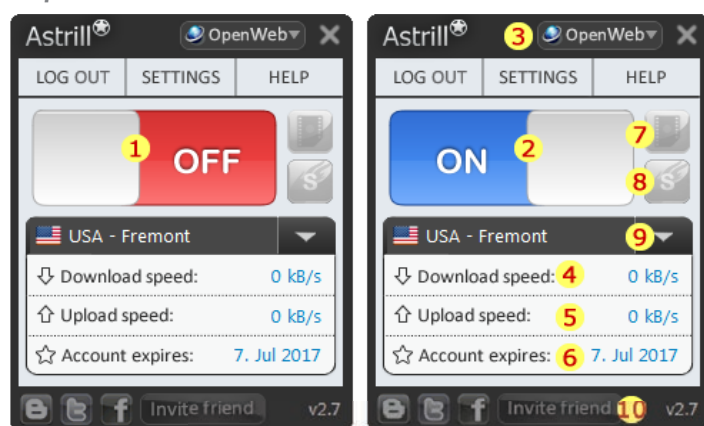 Astrill OpenWeb
LOG OUT SETTINGS HELP
1 OFF
S
USA - Fremont
Download speed: 0 kB/s
Upload speed: 0 kB/s
Account expires: 7. Jul 2017
Invite friend v2.7
Astrill 3 OpenWeb
LOG OUT SETTINGS HELP
ON 2 7
8 S
USA - Fremont 9
Download speed: 4 0 kB/s
Upload speed: 5 0 kB/s
Account expires: 6 7. Jul 2017
Invite friend 10 v2.7